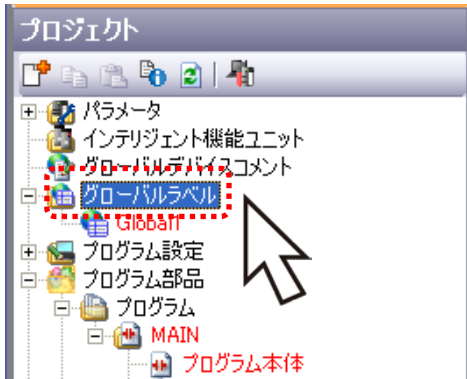 プロジェクト
パラメータ
インテリジェント機能ユニット
グローバルデバイスコメント
グローバルラベル
Global1
プログラム設定
プログラム部品
プログラム
MAIN
プログラム本体